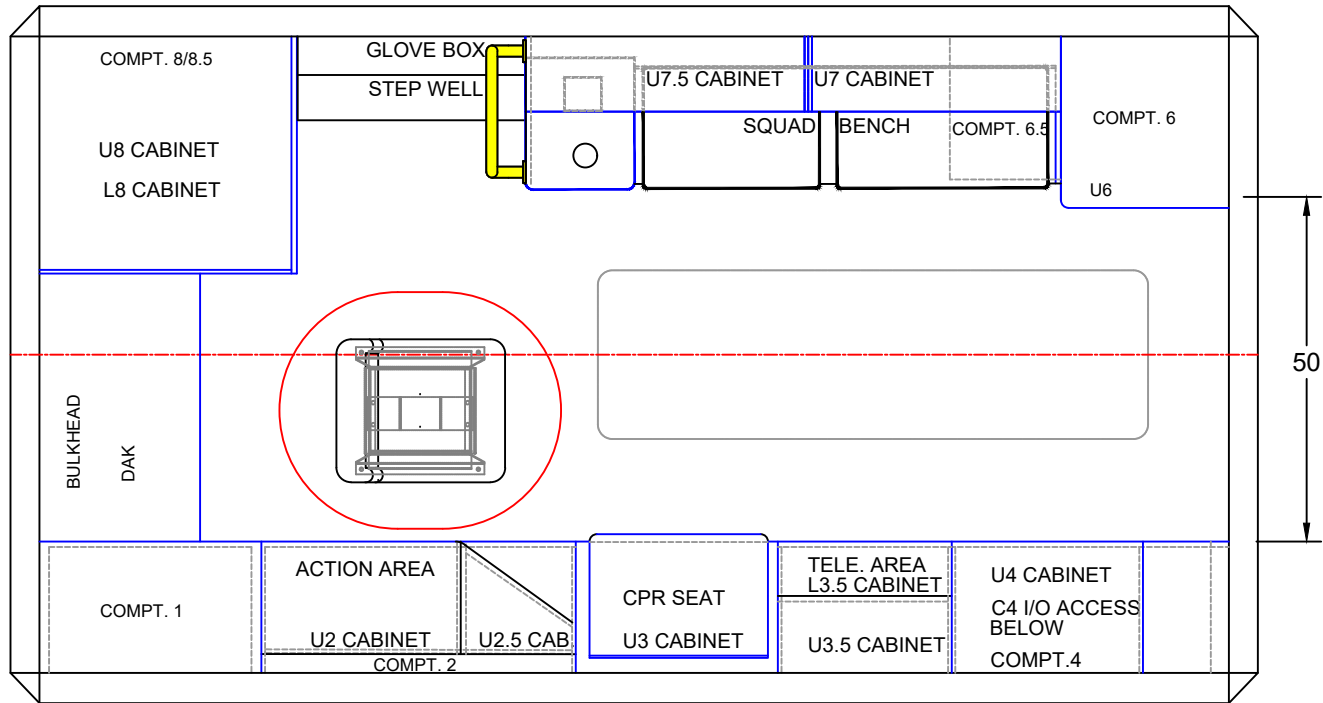 COMPT. 8/8.5
GLOVE BOX
STEP WELL
U7.5 CABINET
U7 CABINET
SQUAD BENCH
COMPT. 6.5
COMPT. 6
U8 CABINET
L8 CABINET
U6
50
BULKHEAD
DAK
ACTION AREA
TELE. AREA
L3.5 CABINET
U4 CABINET
CPR SEAT
COMPT. 1
C4 I/O ACCESS
BELOW
U2 CABINET
U2.5 CAB
U3 CABINET
U3.5 CABINET
COMPT. 2
COMPT.4